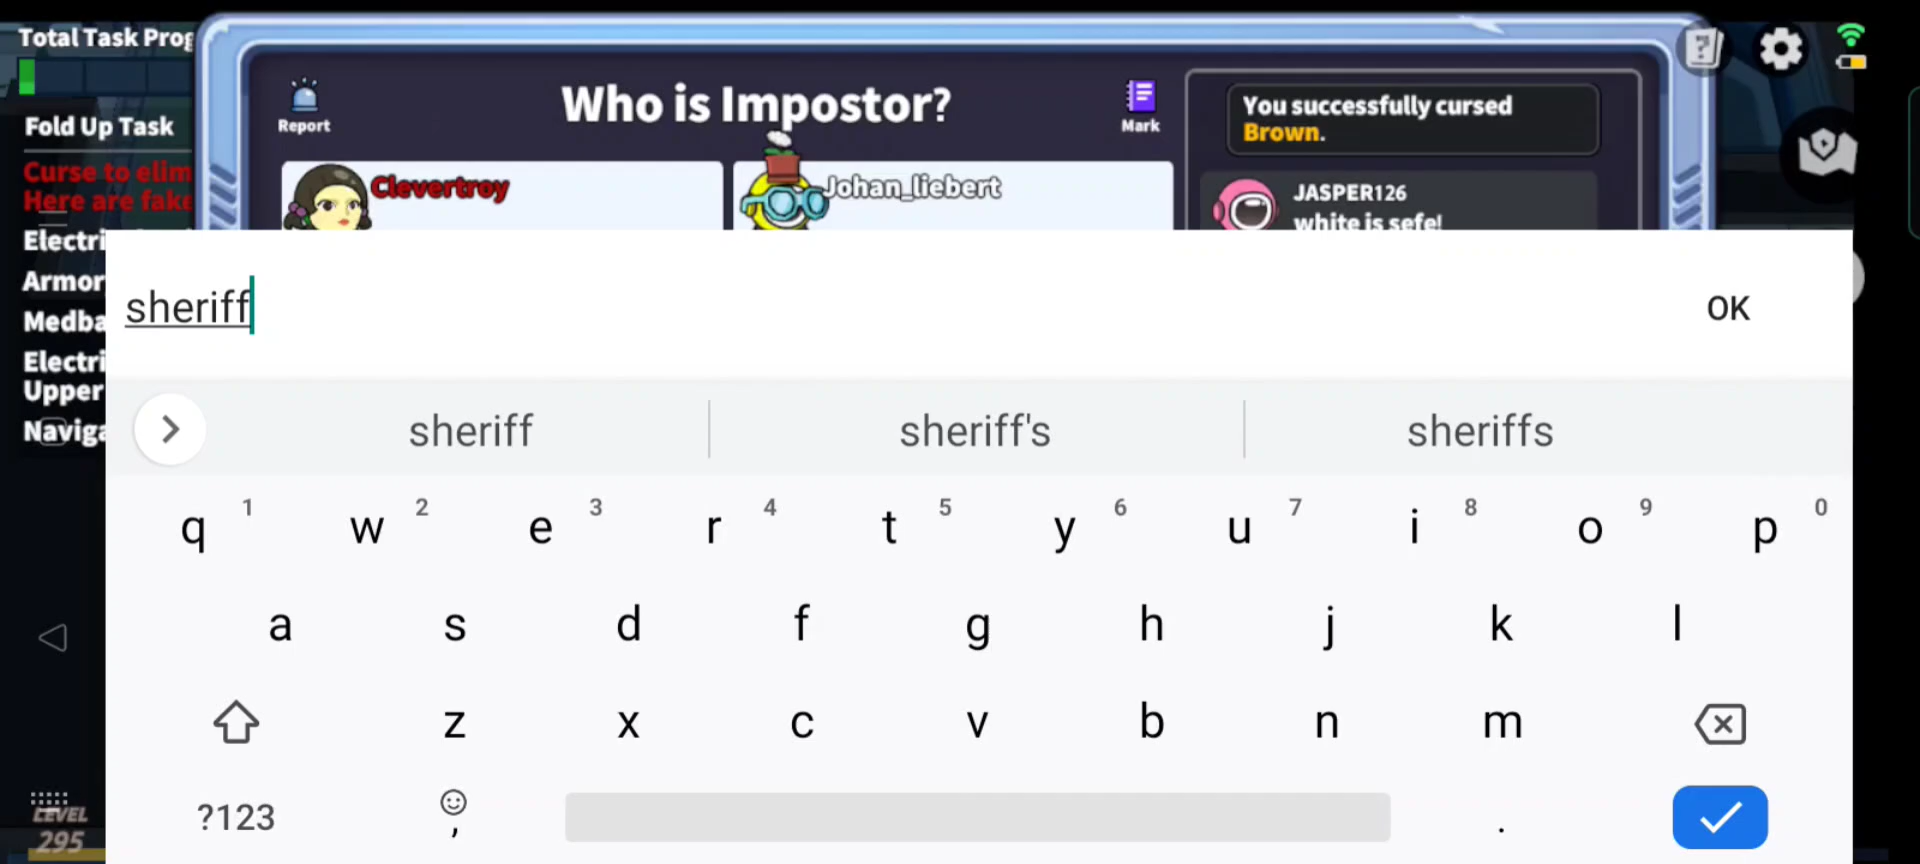 Total Task Prog
Fold Up Task
Curse to elim
Here are fake
Electri
Armor
Medba
Electri
Upper
Naviga
LEVEL
295
Report
Who is Impostor?
Mark
Clevertroy
Johan_liebert
You successfully cursed
Brown.
JASPER126
white is sefe!
sheriff
OK
sheriff sheriff's sheriffs
q 1 w 2 e 3 r 4 t 5 y 6 u 7 i 8 o 9 p 0
a s d f g h j k l
z x c v b n m
?123 , .